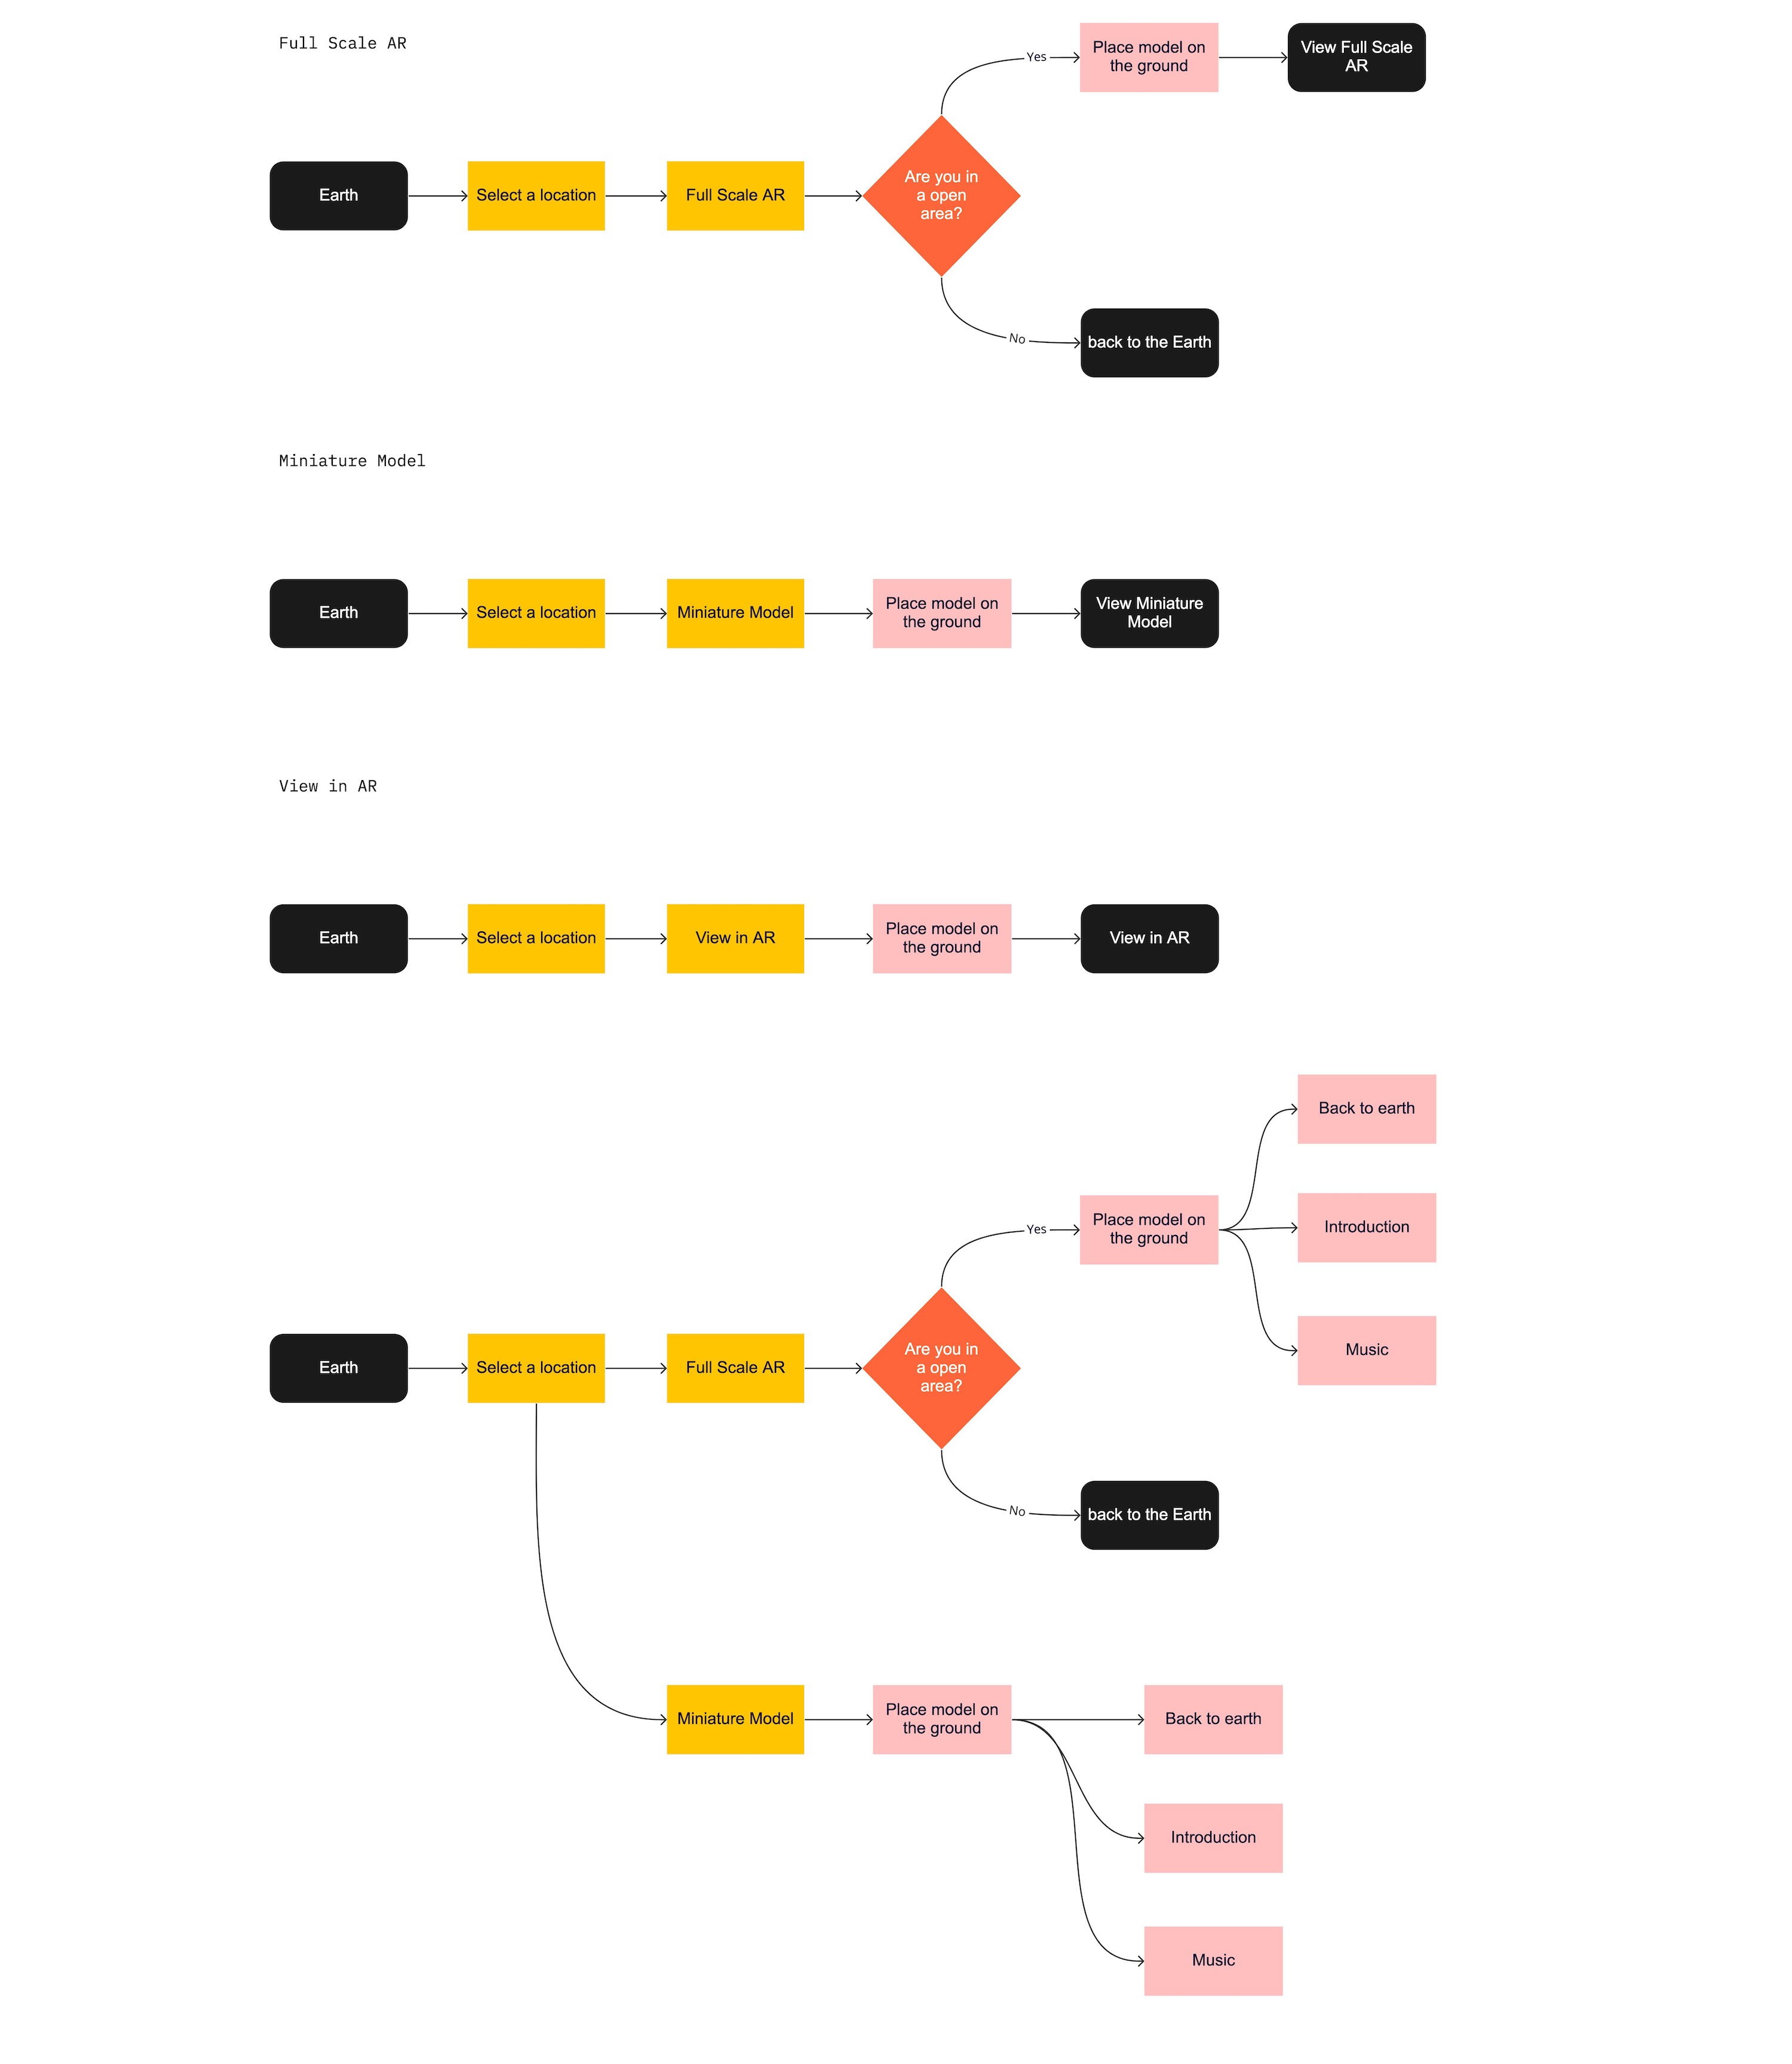 Full Scale AR
Yes
Place model on
the ground
View Full Scale
AR
Earth
Select a location
Full Scale AR
Are you in
a open
area?
No
back to the Earth
Miniature Model
Earth
Select a location
Miniature Model
Place model on
the ground
View Miniature
Model
View in AR
Earth
Select a location
View in AR
Place model on
the ground
View in AR
Back to earth
Yes
Place model on
the ground
Introduction
Music
Earth
Select a location
Full Scale AR
Are you in
a open
area?
No
back to the Earth
Miniature Model
Place model on
the ground
Back to earth
Introduction
Music